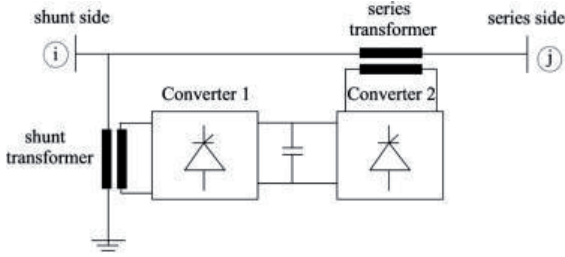 shunt side
series
transformer
series side
i
j
Converter 1
Converter 2
shunt
transformer